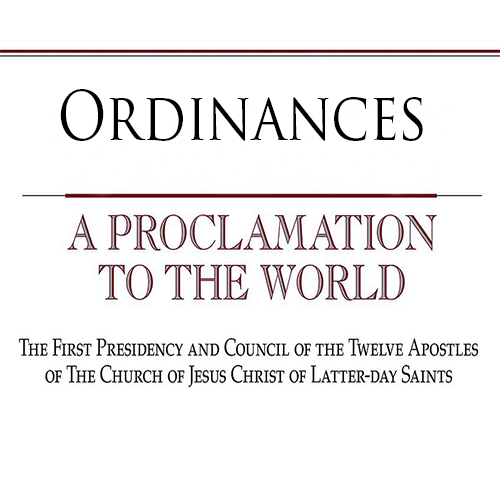 ORDINANCES
A PROCLAMATION
TO THE WORLD
THE FIRST PRESIDENCY AND COUNCIL OF THE TWELVE APOSTLES
OF THE CHURCH OF JESUS CHRIST OF LATTER-DAY SAINTS